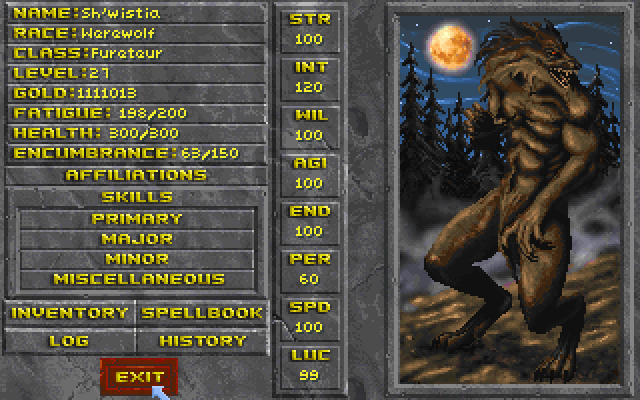 NAME: Sh'wistia
RACE: Werewolf
CLASS: Fureteur
LEVEL: 27
GOLD: 1111013
FATIGUE: 198/200
HEALTH: 300/300
ENCUMBRANCE: 63/150
AFFILIATIONS
SKILLS
PRIMARY
MAJOR
MINOR
MISCELLANEOUS
INVENTORY SPELLBOOK
LOG HISTORY
EXIT
STR
100
INT
120
WIL
100
AGI
100
END
100
PER
60
SPD
100
LUC
99